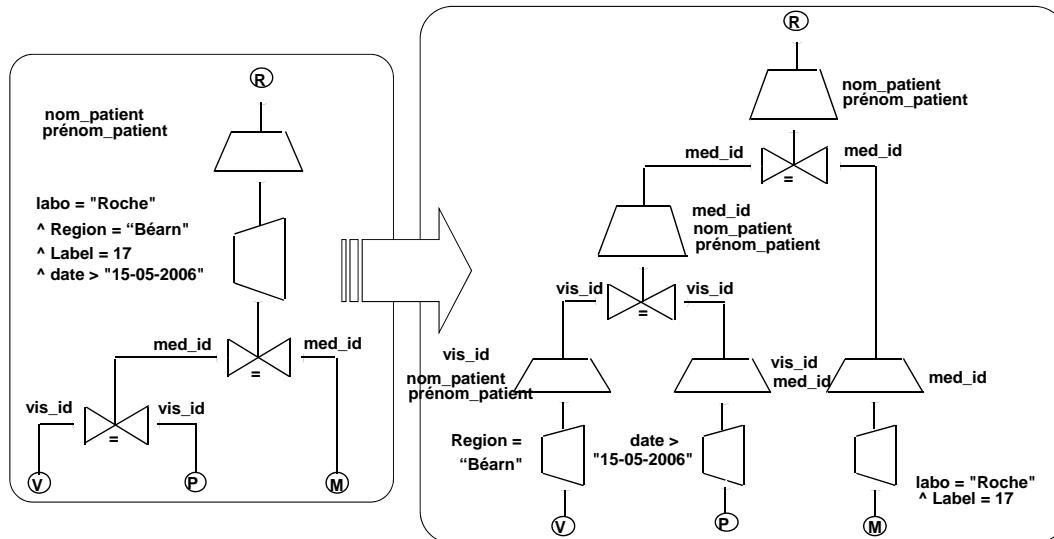 R
nom_patient
prénom_patient
labo = "Roche"
^ Region = “Béarn"
^ Label = 17
^ date > "15-05-2006"
med_id
med_id
=
vis_id
vis_id
=
V
P
M
R
nom_patient
prénom_patient
med_id
med_id
=
med_id
nom_patient
prénom_patient
vis_id
vis_id
=
vis_id
nom_patient
prénom_patient
vis_id
med_id
med_id
Region =
“Béarn"
date >
"15-05-2006"
labo = "Roche"
^ Label = 17
V
P
M